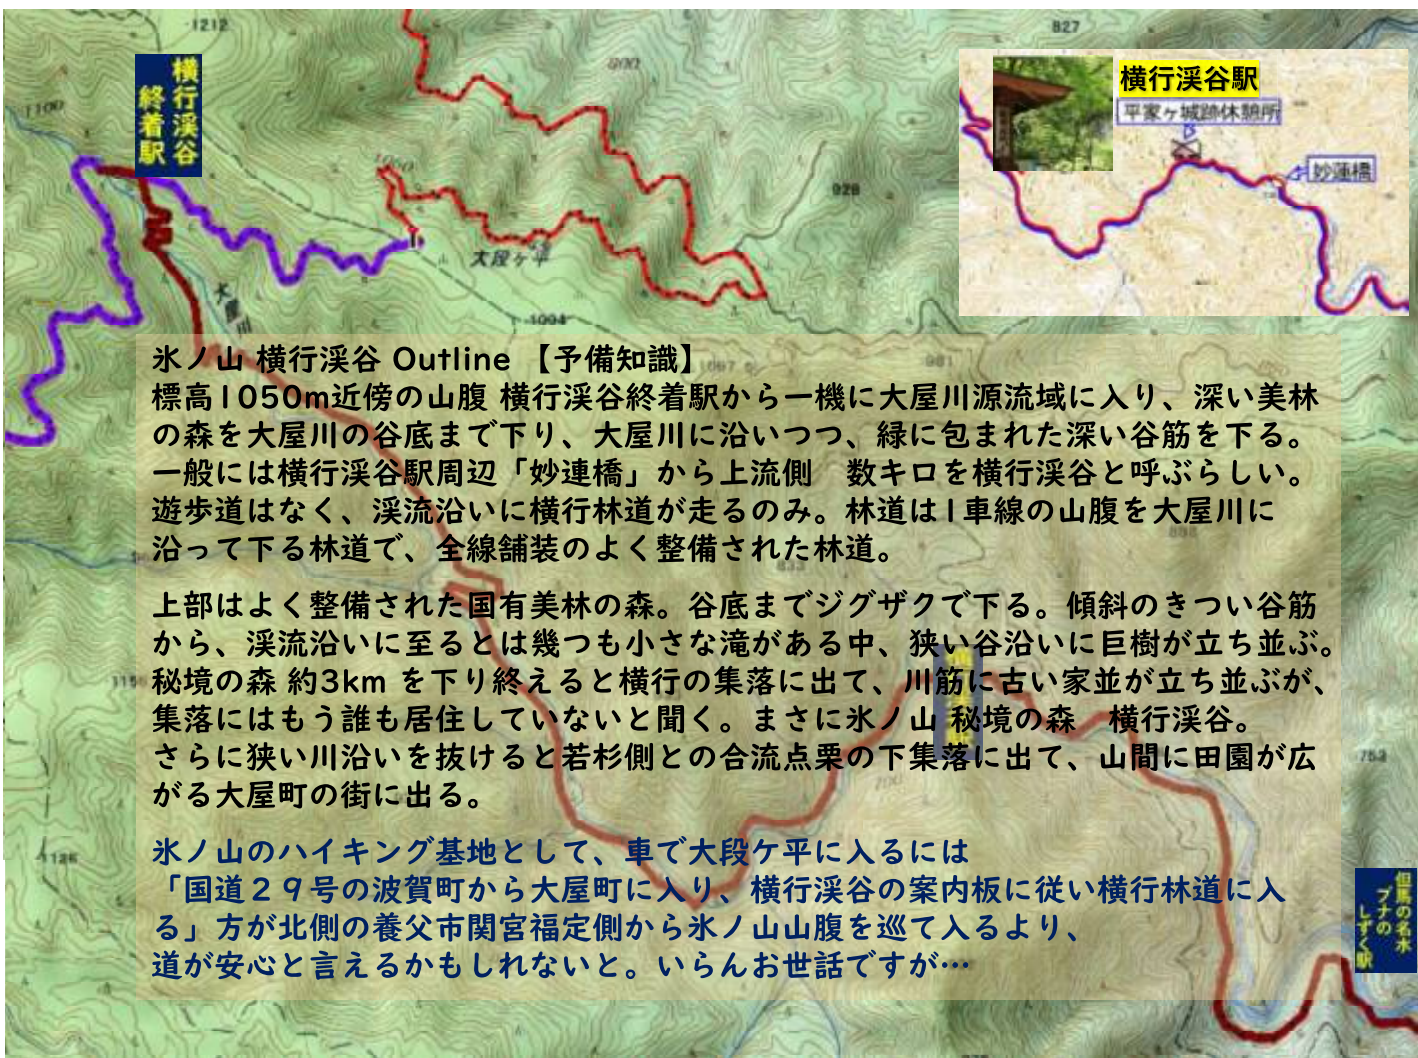 1212
827
横行渓谷
終着駅
1100
800
横行渓谷駅
平家ヶ城跡休憩所
妙蓮橋
928
大段ヶ平
大屋川
1094
氷ノ山 横行渓谷 Outline 【予備知識】
標高1050m近傍の山腹 横行渓谷終着駅から一機に大屋川源流域に入り、深い美林
の森を大屋川の谷底まで下り、大屋川に沿いつつ、緑に包まれた深い谷筋を下る。
一般には横行渓谷駅周辺「妙連橋」から上流側　数キロを横行渓谷と呼ぶらしい。
遊歩道はなく、渓流沿いに横行林道が走るのみ。林道は1車線の山腹を大屋川に
沿って下る林道で、全線舗装のよく整備された林道。
上部はよく整備された国有美林の森。谷底までジグザクで下る。傾斜のきつい谷筋
から、渓流沿いに至るとは幾つも小さな滝がある中、狭い谷沿いに巨樹が立ち並ぶ。
秘境の森 約3km を下り終えると横行の集落に出て、川筋に古い家並が立ち並ぶが、
集落にはもう誰も居住していないと聞く。まさに氷ノ山 秘境の森　横行渓谷。
さらに狭い川沿いを抜けると若杉側との合流点栗の下集落に出て、山間に田園が広
がる大屋町の街に出る。
753
1126
氷ノ山のハイキング基地として、車で大段ケ平に入るには
「国道２９号の波賀町から大屋町に入り、横行渓谷の案内板に従い横行林道に入
る」方が北側の養父市関宮福定側から氷ノ山山腹を巡て入るより、
道が安心と言えるかもしれないと。いらんお世話ですが…
但馬の名水
ブナの
しずく駅